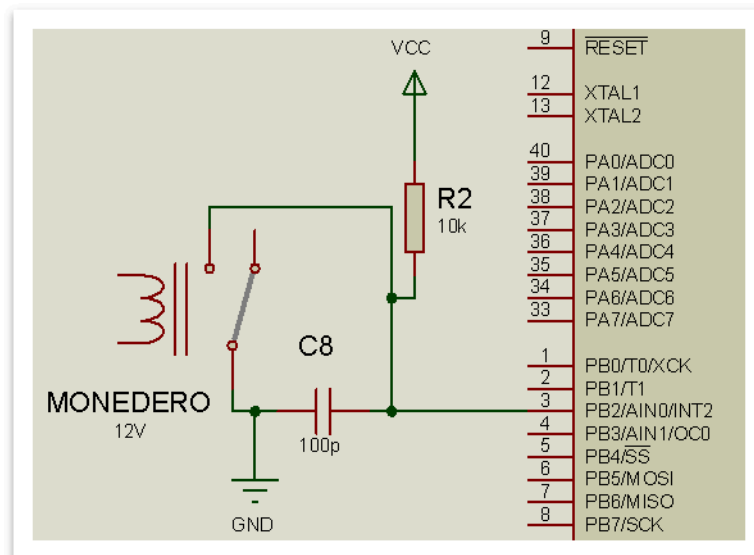 VCC
R2
10k
C8
100p
MONEDERO
12V
GND
9 RESET
12 XTAL1
13 XTAL2
40 PA0/ADC0
39 PA1/ADC1
38 PA2/ADC2
37 PA3/ADC3
36 PA4/ADC4
35 PA5/ADC5
34 PA6/ADC6
33 PA7/ADC7
1 PB0/T0/XCK
2 PB1/T1
3 PB2/AIN0/INT2
4 PB3/AIN1/OC0
5 PB4/SS
6 PB5/MOSI
7 PB6/MISO
8 PB7/SCK